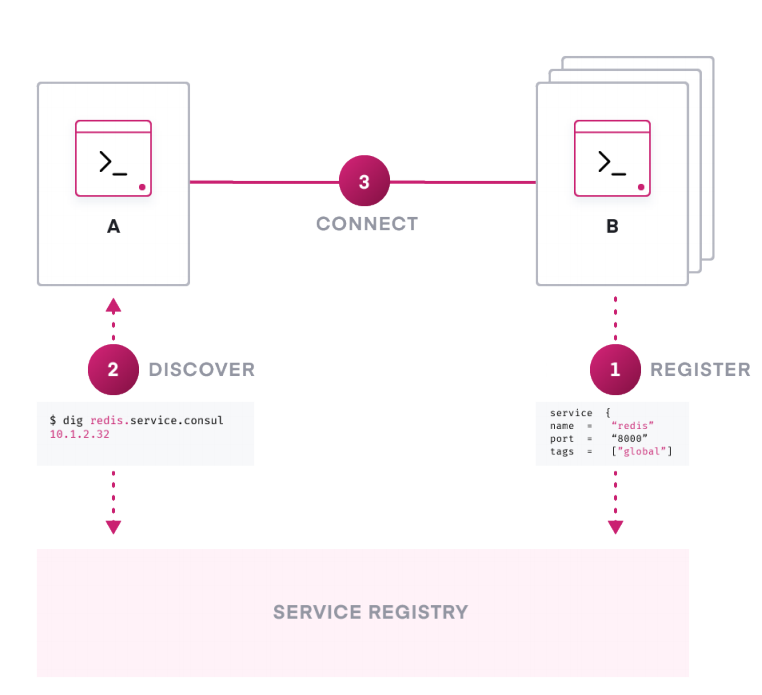 A
B
3
CONNECT
2 DISCOVER
1 REGISTER
$ dig redis.service.consul
10.1.2.32
service {
name = “redis”
port = “8000”
tags = [“global”]
SERVICE REGISTRY